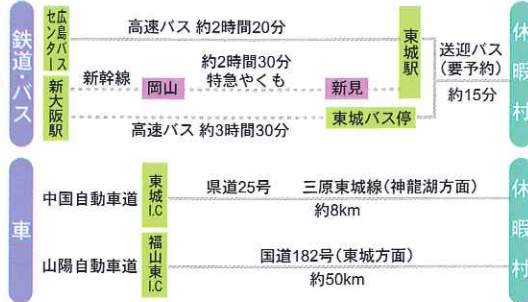 鉄道・バス
広島バスセンター
高速バス 約2時間20分
東城駅
送迎バス
(要予約)
約15分
休暇村
新大阪駅
新幹線
岡山
約2時間30分
特急やくも
新見
高速バス 約3時間30分
東城バス停
車
中国自動車道
東城I.C
県道25号 三原東城線(神龍湖方面)
約8km
休暇村
山陽自動車道
福山東I.C
国道182号(東城方面)
約50km